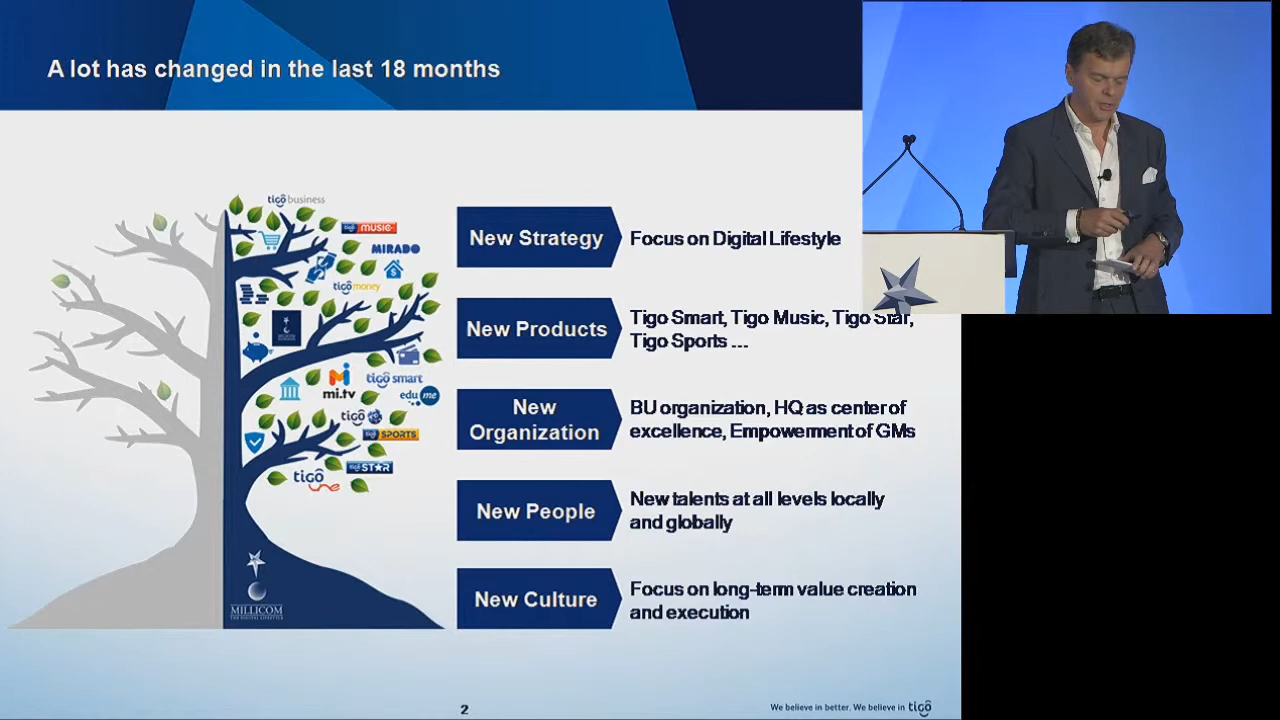 A lot has changed in the last 18 months
tigo business
tigo MUSIC
MIRADO
tigo money
mi.tv
tigo smart
edu me
tigo
tigo SPORTS
tigo STAR
tigo
une
MILLICOM
THE DIGITAL LIFESTYLE
New Strategy
Focus on Digital Lifestyle
New Products
Tigo Smart, Tigo Music, Tigo Star,
Tigo Sports ...
New
Organization
BU organization, HQ as center of
excellence, Empowerment of GMs
New People
New talents at all levels locally
and globally
New Culture
Focus on long-term value creation
and execution
2
We believe in better. We believe in tigo